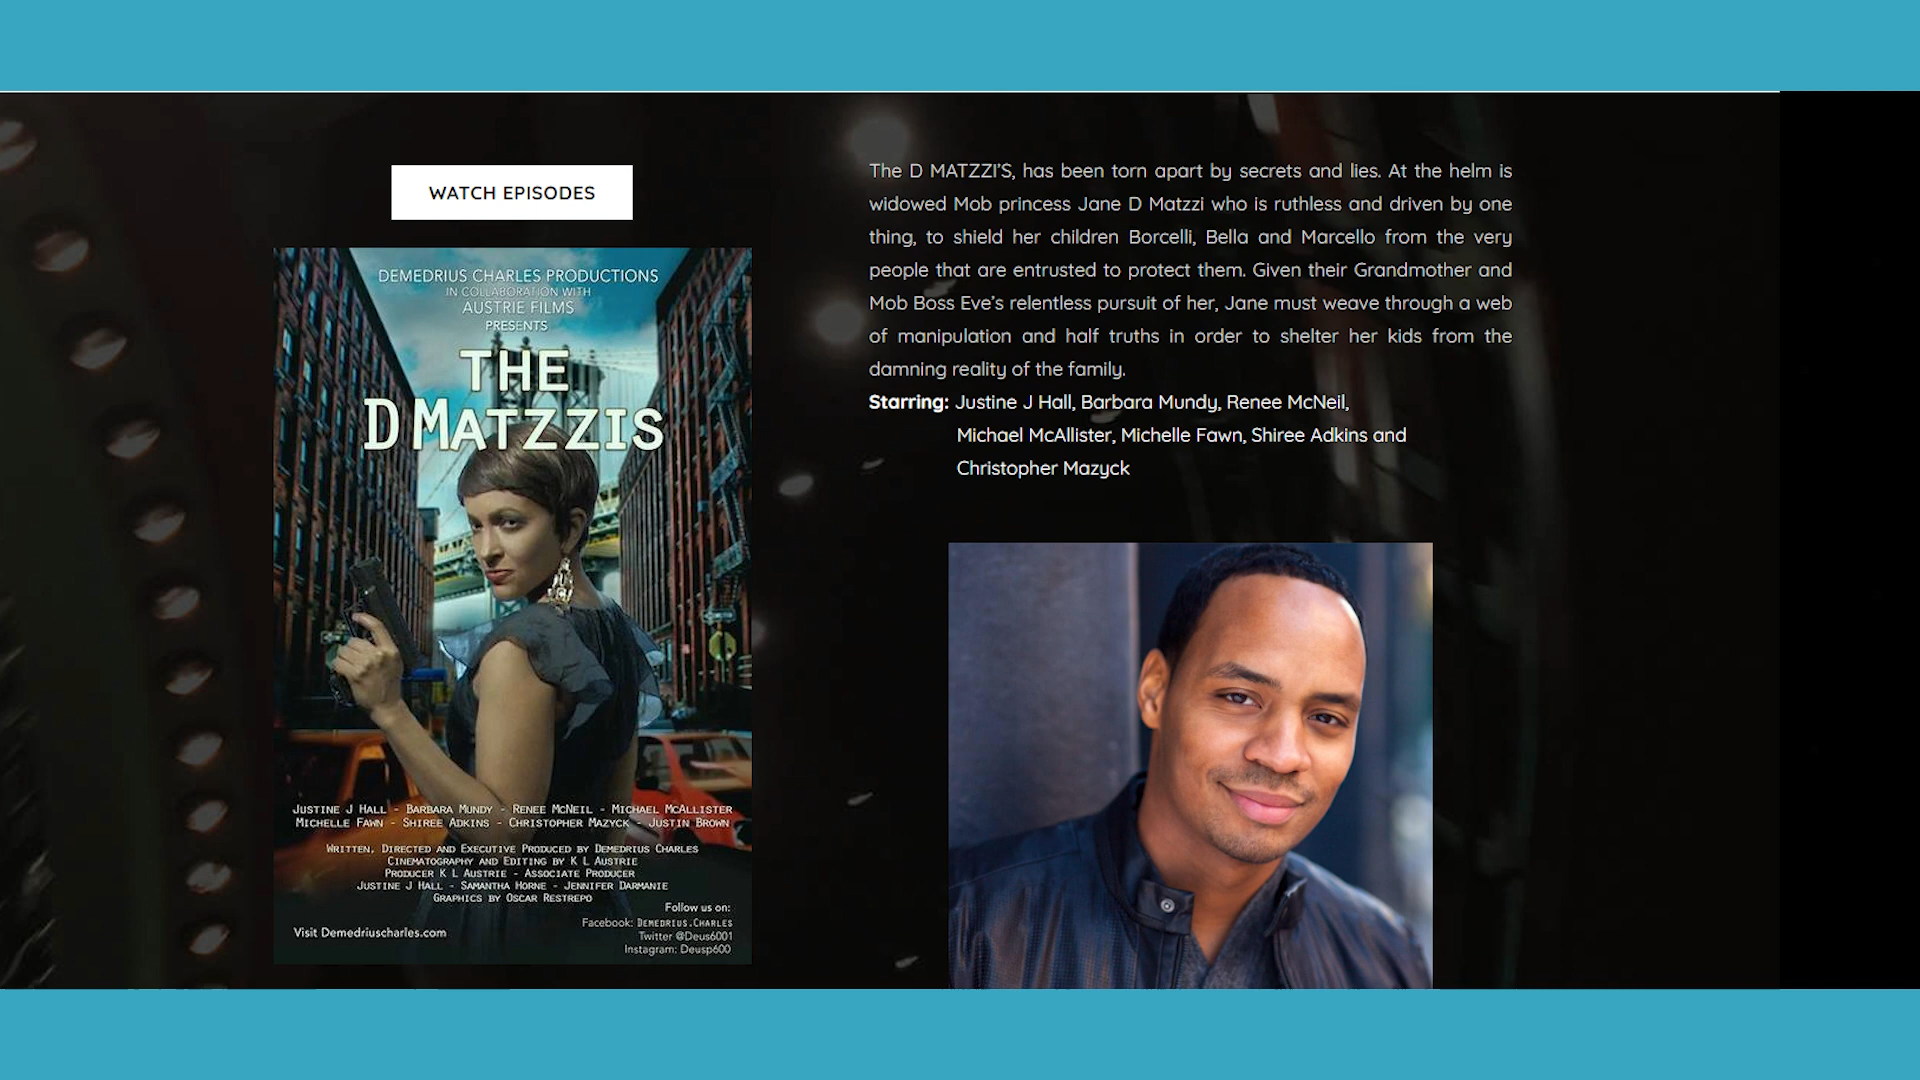 WATCH EPISODES
DEMEDRIUS CHARLES PRODUCTIONS
IN COLLABORATION WITH
AUSTRIE FILMS
PRESENTS
THE
D MATZZIS
JUSTINE J HALL - BARBARA MUNDY - RENEE MCNEIL - MICHAEL MCALLISTER
MICHELLE FAWN - SHIREE ADKINS - CHRISTOPHER MAZYCK - JUSTIN BROWN
WRITTEN, DIRECTED AND EXECUTIVE PRODUCED BY DEMEDRIUS CHARLES
CINEMATOGRAPHY AND EDITING BY K L AUSTRIE
PRODUCER K L AUSTRIE - ASSOCIATE PRODUCER
JUSTINE J HALL - SAMANTHA HORNE - JENNIFER DARMANIE
GRAPHICS BY OSCAR RESTREPO
Follow us on:
Facebook: DEMEDRIUS.CHARLES
Visit Demedriuscharles.com
Twitter @Deus6001
Instagram: Deusp600
The D MATZZI’S, has been torn apart by secrets and lies. At the helm is
widowed Mob princess Jane D Matzzi who is ruthless and driven by one
thing, to shield her children Borcelli, Bella and Marcello from the very
people that are entrusted to protect them. Given their Grandmother and
Mob Boss Eve’s relentless pursuit of her, Jane must weave through a web
of manipulation and half truths in order to shelter her kids from the
damning reality of the family.
Starring: Justine J Hall, Barbara Mundy, Renee McNeil,
Michael McAllister, Michelle Fawn, Shiree Adkins and
Christopher Mazyck